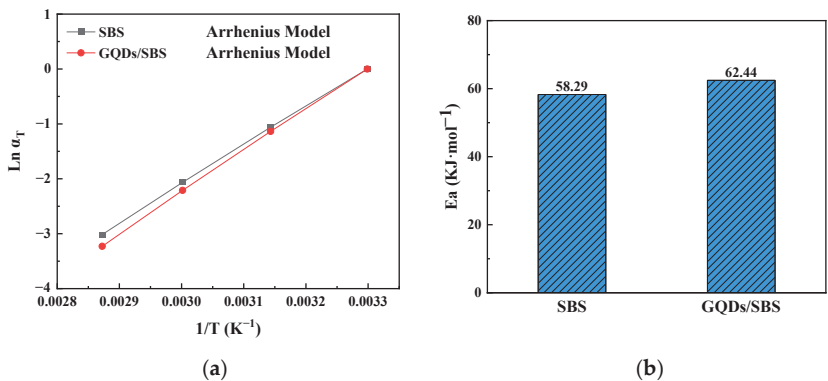 SBS Arrhenius Model
GQDs/SBS Arrhenius Model
1
0
−1
−2
−3
−4
Ln αT
0.0028 0.0029 0.0030 0.0031 0.0032 0.0033
1/T (K−1)
(a)
80
60
40
20
0
Ea (KJ·mol−1)
58.29
62.44
SBS GQDs/SBS
(b)